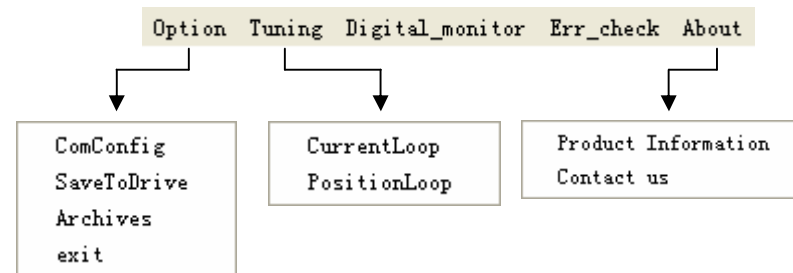 Option Tuning Digital_monitor Err_check About
ComConfig
SaveToDrive
Archives
exit
CurrentLoop
PositionLoop
Product Information
Contact us